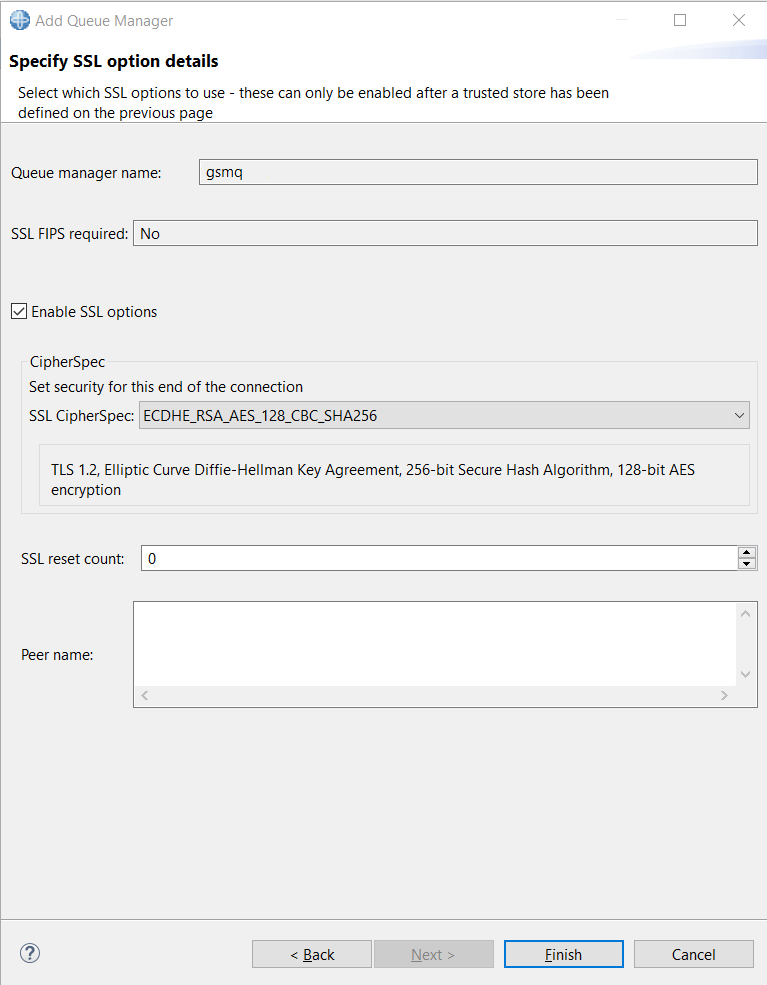 Add Queue Manager
Specify SSL option details
Select which SSL options to use - these can only be enabled after a trusted store has been
defined on the previous page
Queue manager name: gsmq
SSL FIPS required: No
Enable SSL options
CipherSpec
Set security for this end of the connection
SSL CipherSpec: ECDHE_RSA_AES_128_CBC_SHA256
TLS 1.2, Elliptic Curve Diffie-Hellman Key Agreement, 256-bit Secure Hash Algorithm, 128-bit AES
encryption
SSL reset count: 0
Peer name:
? < Back Next > Finish Cancel